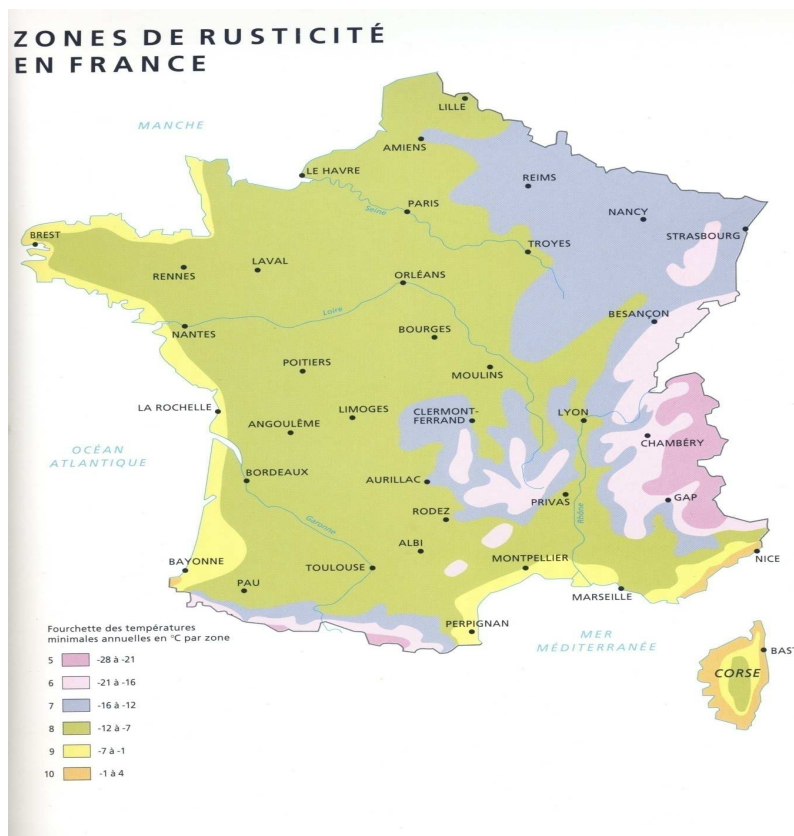 ZONES DE RUSTICITÉ
EN FRANCE
MANCHE
LILLE
AMIENS
LE HAVRE
REIMS
PARIS
Seine
NANCY
STRASBOURG
BREST
TROYES
RENNES
LAVAL
ORLÉANS
Loire
BESANÇON
NANTES
BOURGES
POITIERS
MOULINS
LA ROCHELLE
LIMOGES
CLERMONT-
FERRAND
LYON
ANGOULÊME
CHAMBÉRY
OCÉAN
ATLANTIQUE
BORDEAUX
AURILLAC
PRIVAS
GAP
RODEZ
Rhône
Garonne
ALBI
BAYONNE
TOULOUSE
MONTPELLIER
NICE
PAU
MARSEILLE
PERPIGNAN
MER
MÉDITERRANÉE
Fourchette des températures
minimales annuelles en °C par zone
5 -28 à -21
6 -21 à -16
7 -16 à -12
8 -12 à -7
9 -7 à -1
10 -1 à 4
BAST
CORSE